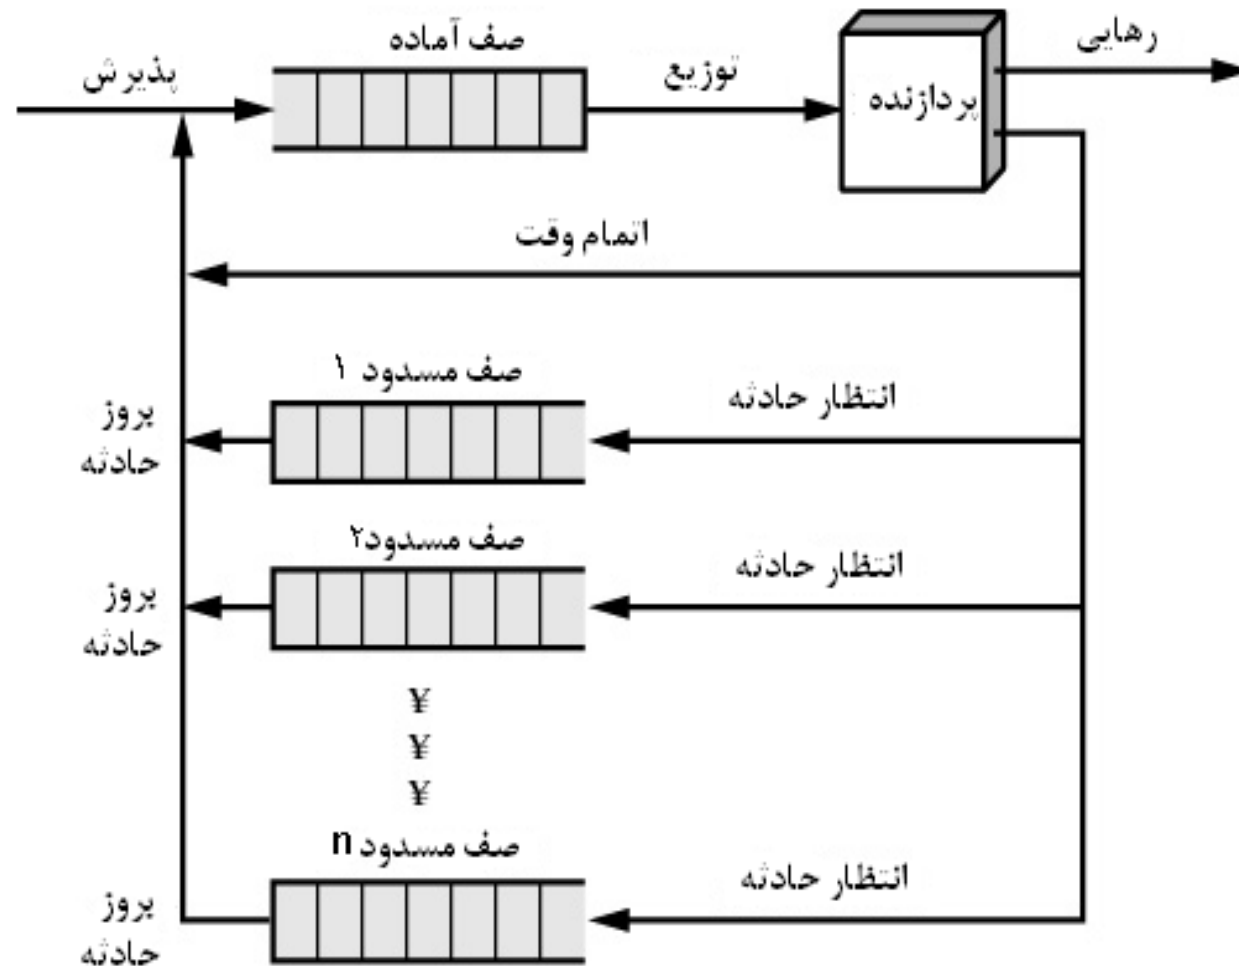 صف آماده
پذیرش
توزیع
پردازنده
رهایی
اتمام وقت
صف مسدود ۱
انتظار حادثه
بروز
حادثه
صف مسدود۲
انتظار حادثه
بروز
حادثه
¥
¥
¥
صف مسدود n
انتظار حادثه
بروز
حادثه